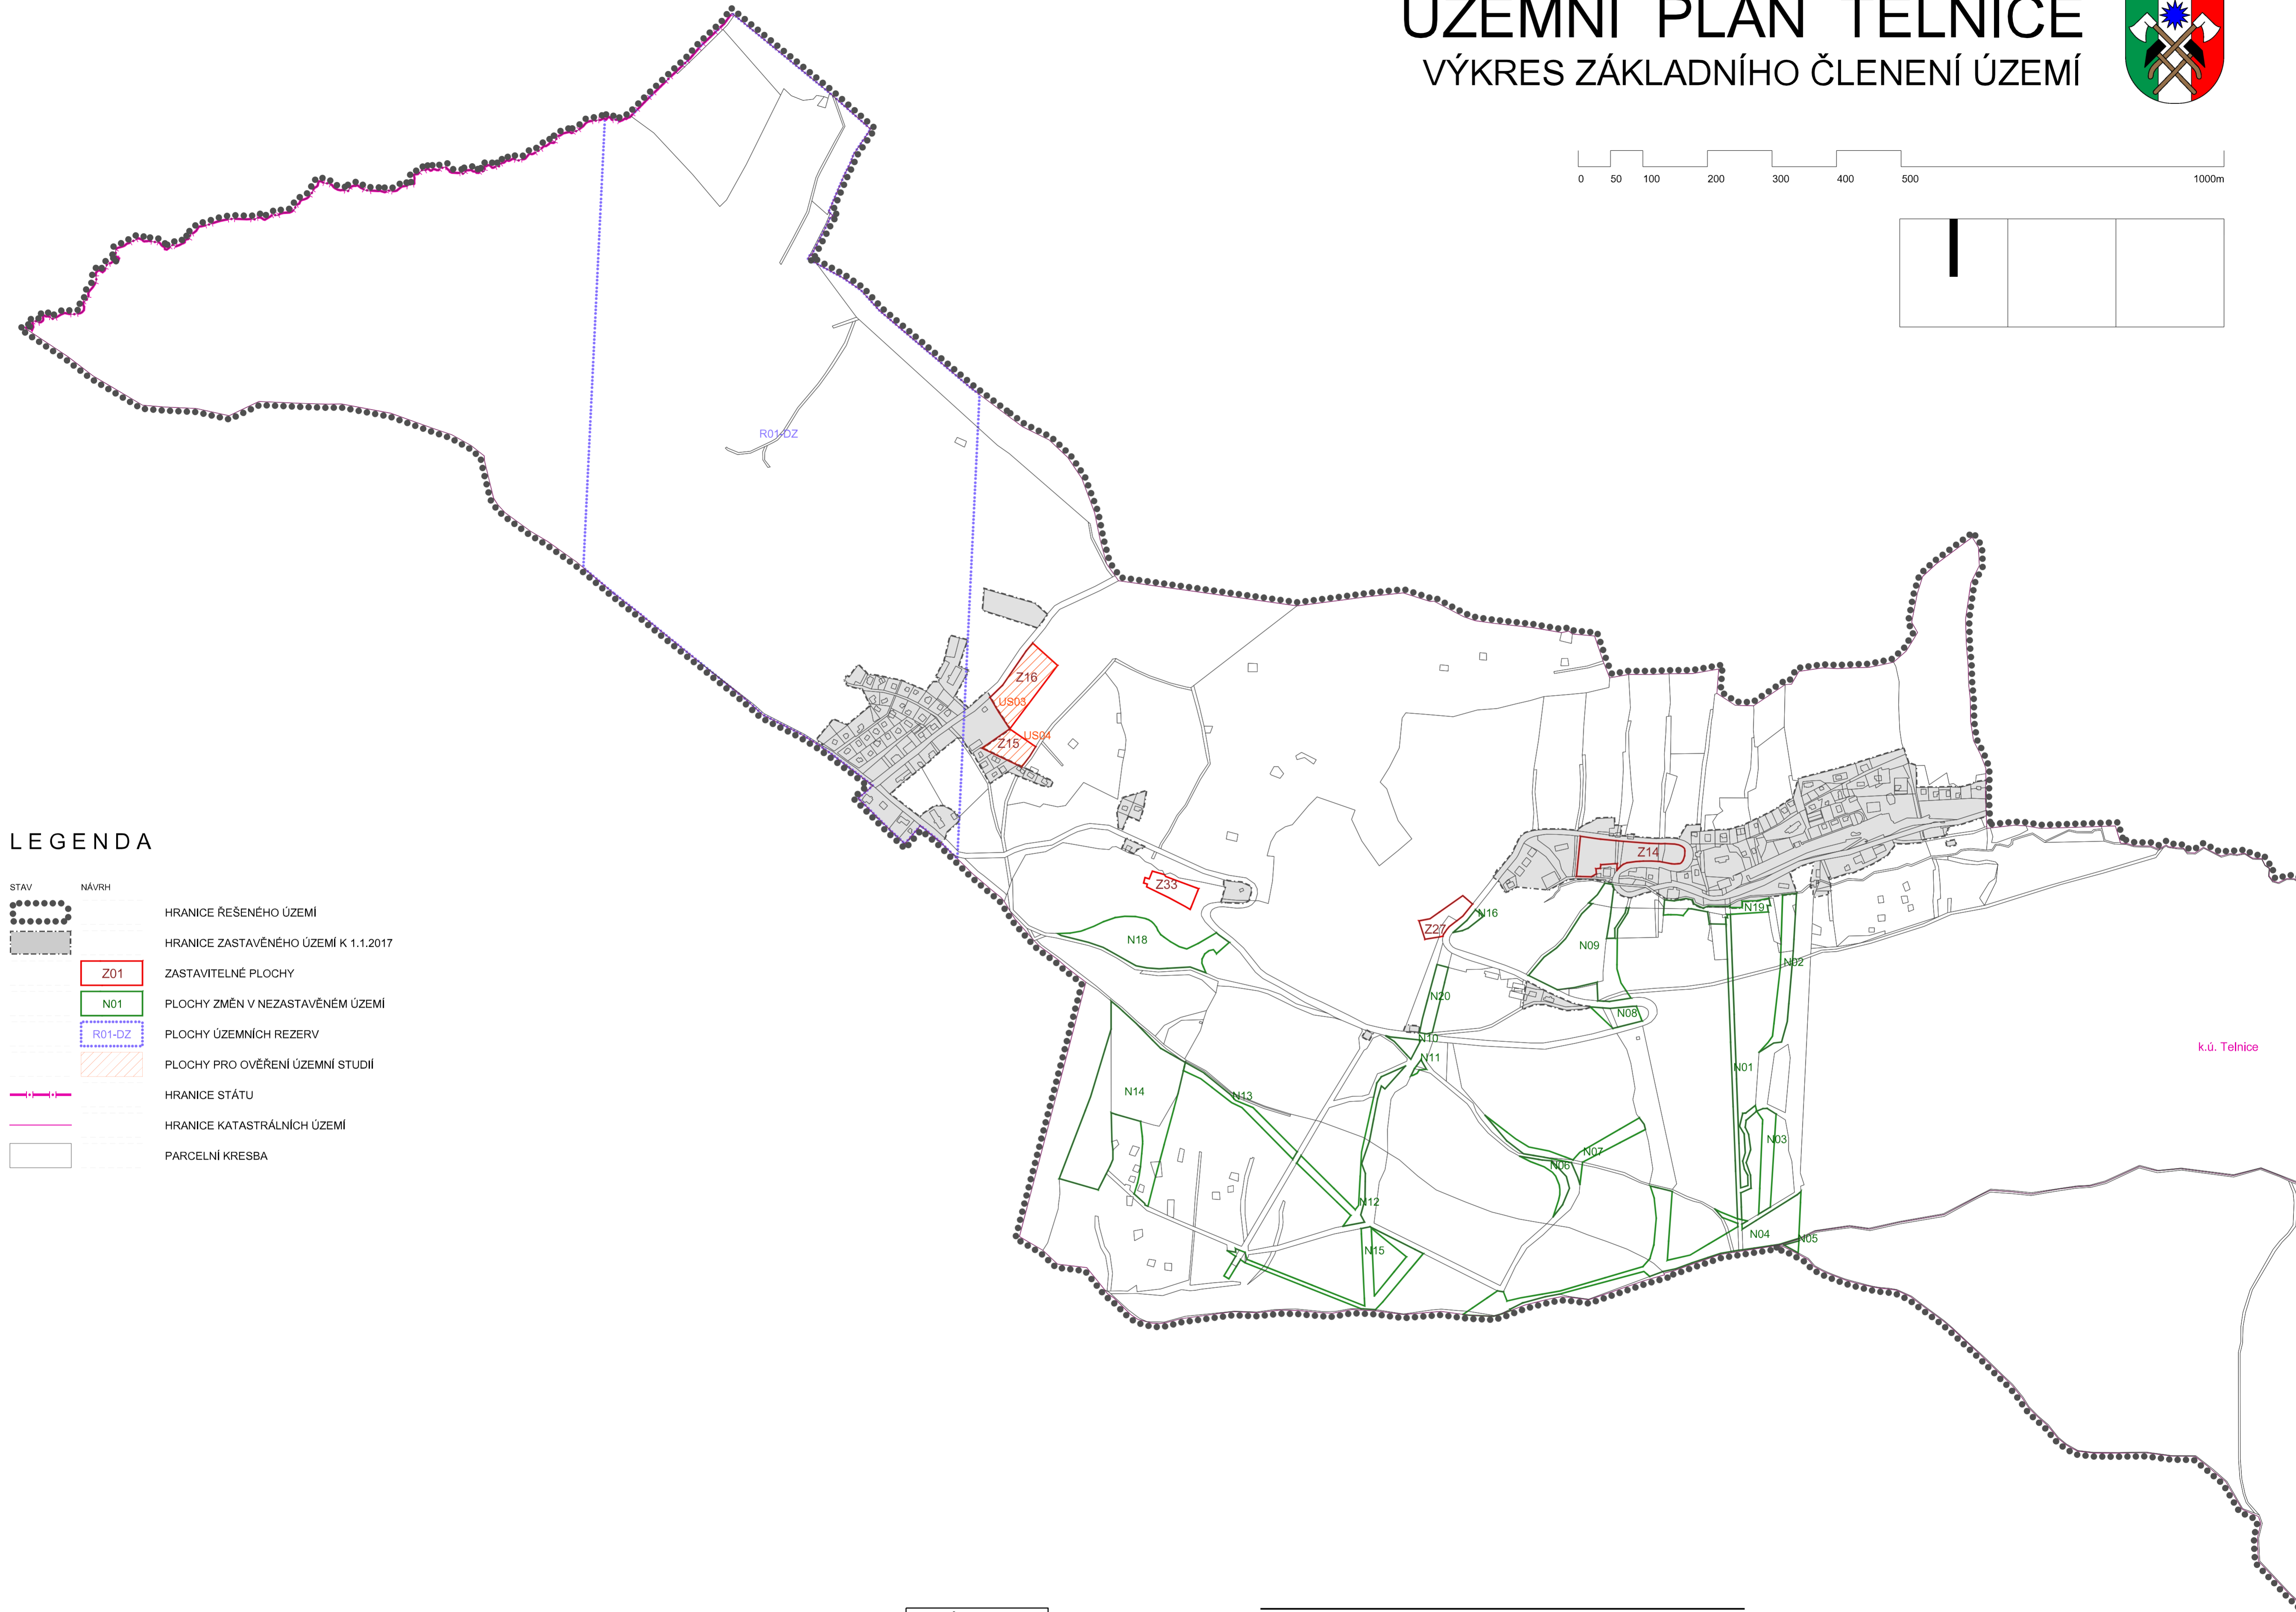 ÚZEMNÍ PLÁN TELNICE
VÝKRES ZÁKLADNÍHO ČLENENÍ ÚZEMÍ
0 50 100 200 300 400 500 1000m
R01-DZ
Z16
US03
US04
Z15
Z14
Z33
Z27
N16
N19
N18
N09
N02
N20
N08
N10
N11
N01
k.ú. Telnice
N14
N13
N03
N07
N06
N12
N04
N05
N15
LEGENDA
STAV NÁVRH
HRANICE ŘEŠENÉHO ÚZEMÍ
HRANICE ZASTAVĚNÉHO ÚZEMÍ K 1.1.2017
Z01 ZASTAVITELNÉ PLOCHY
N01 PLOCHY ZMĚN V NEZASTAVĚNÉM ÚZEMÍ
R01-DZ PLOCHY ÚZEMNÍCH REZERV
PLOCHY PRO OVĚŘENÍ ÚZEMNÍ STUDIÍ
HRANICE STÁTU
HRANICE KATASTRÁLNÍCH ÚZEMÍ
PARCELNÍ KRESBA